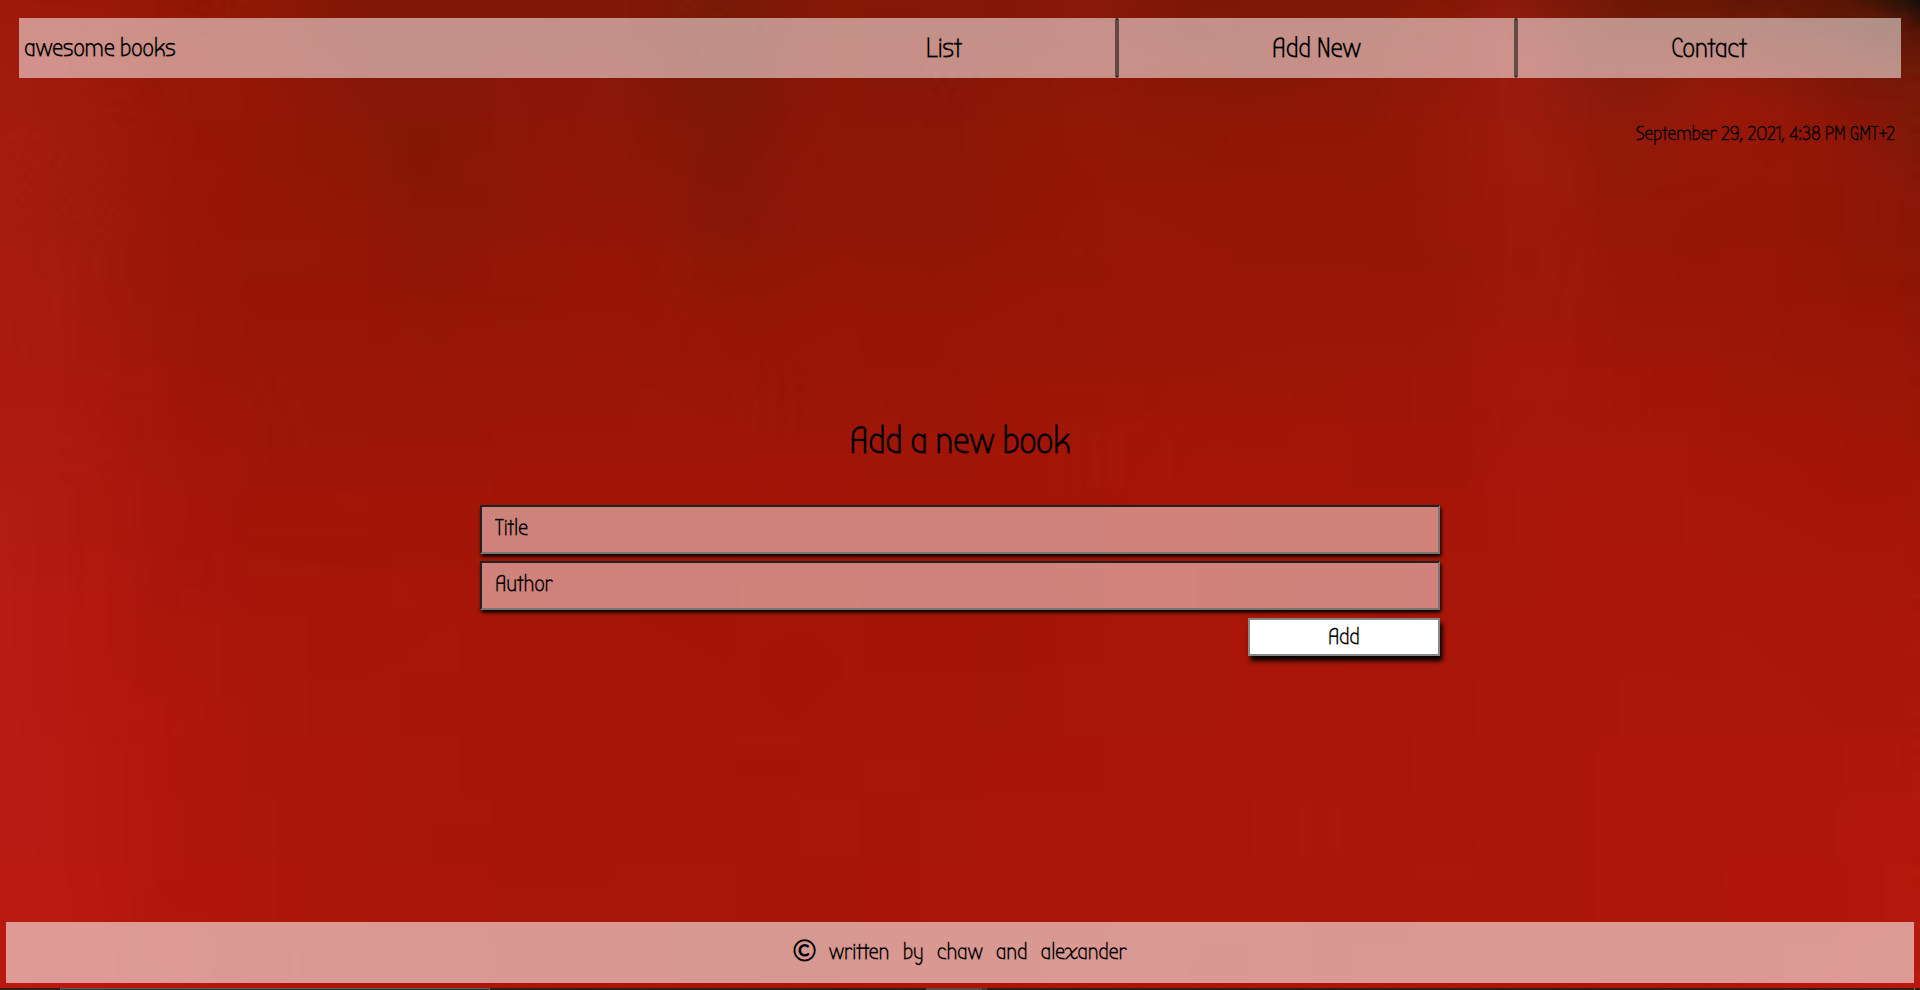 awesome books List Add New Contact
September 29, 2021, 4:38 PM GMT+2
Add a new book
Title
Author
Add
© written by chaw and alexander